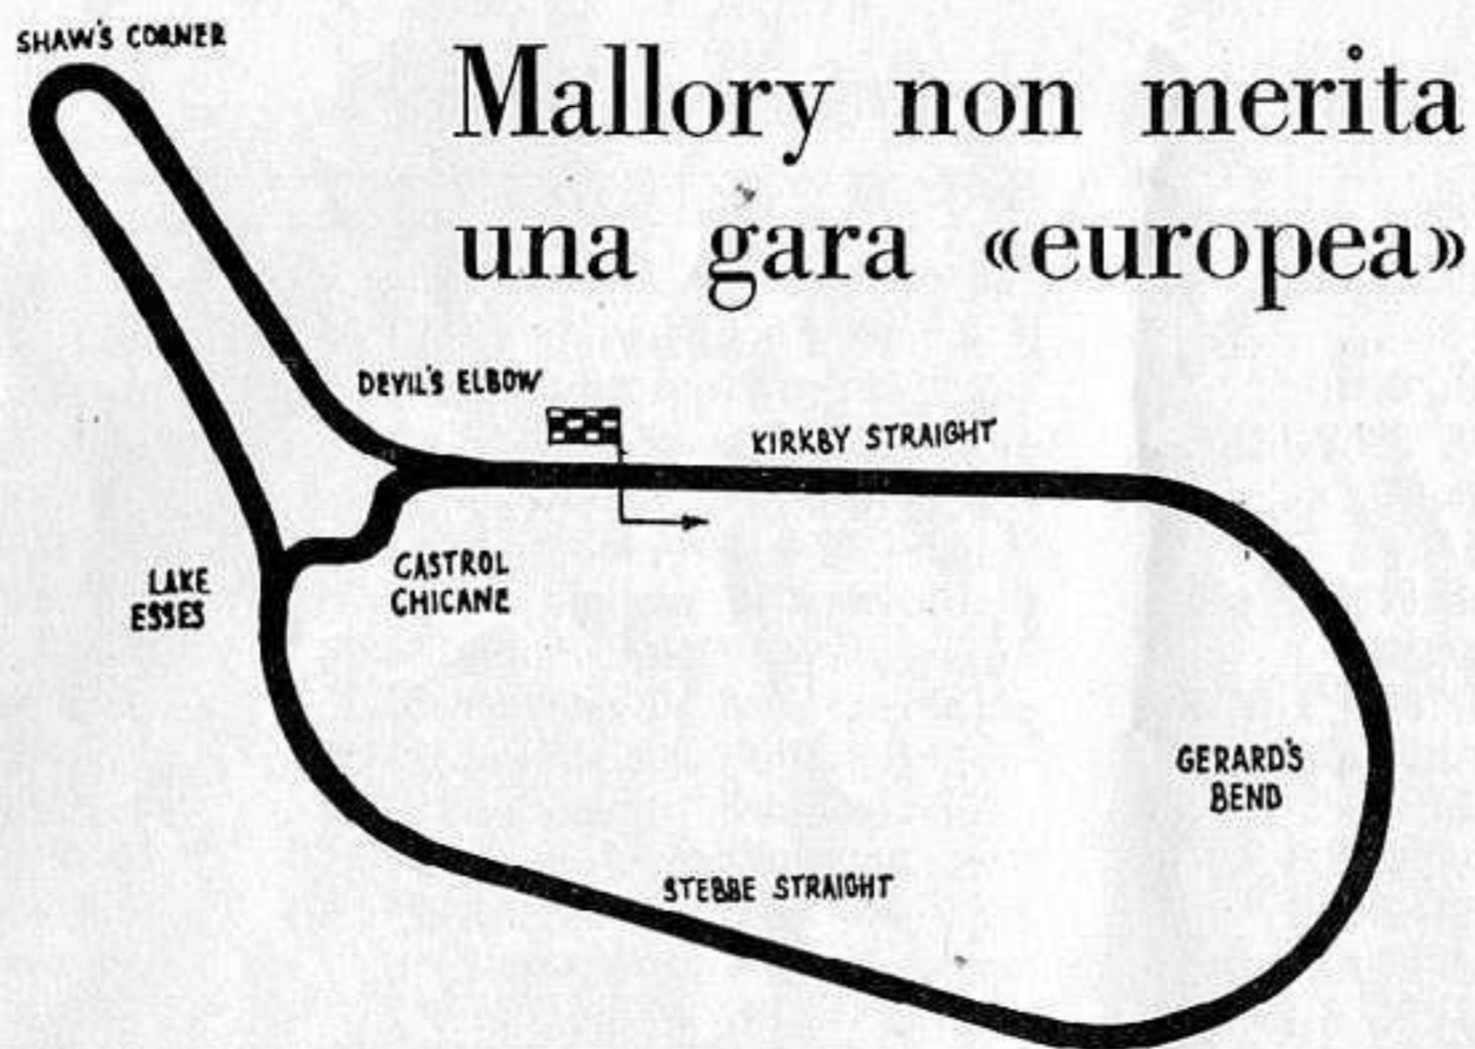 SHAW'S CORNER
Mallory non merita
una gara «europea»
DEVIL'S ELBOW
KIRKBY STRAIGHT
LAKE
ESSES
CASTROL
CHICANE
GERARD'S
BEND
STEBBE STRAIGHT